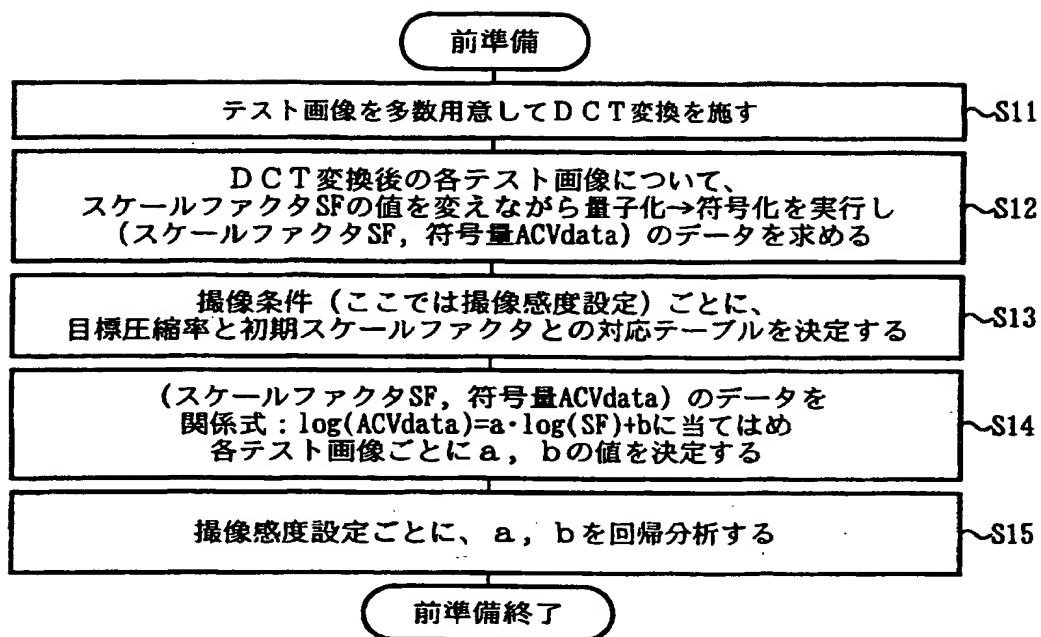 前準備
テスト画像を多数用意してＤＣＴ変換を施す
S11
ＤＣＴ変換後の各テスト画像について、
スケールファクタSFの値を変えながら量子化→符号化を実行し
(スケールファクタSF, 符号量ACVdata) のデータを求める
S12
撮像条件 (ここでは撮像感度設定) ごとに、
目標圧縮率と初期スケールファクタとの対応テーブルを決定する
S13
(スケールファクタSF, 符号量ACVdata) のデータを
関係式：log(ACVdata)=a・log(SF)+bに当てはめ
各テスト画像ごとにａ, ｂの値を決定する
S14
撮像感度設定ごとに、ａ, ｂを回帰分析する
S15
前準備終了